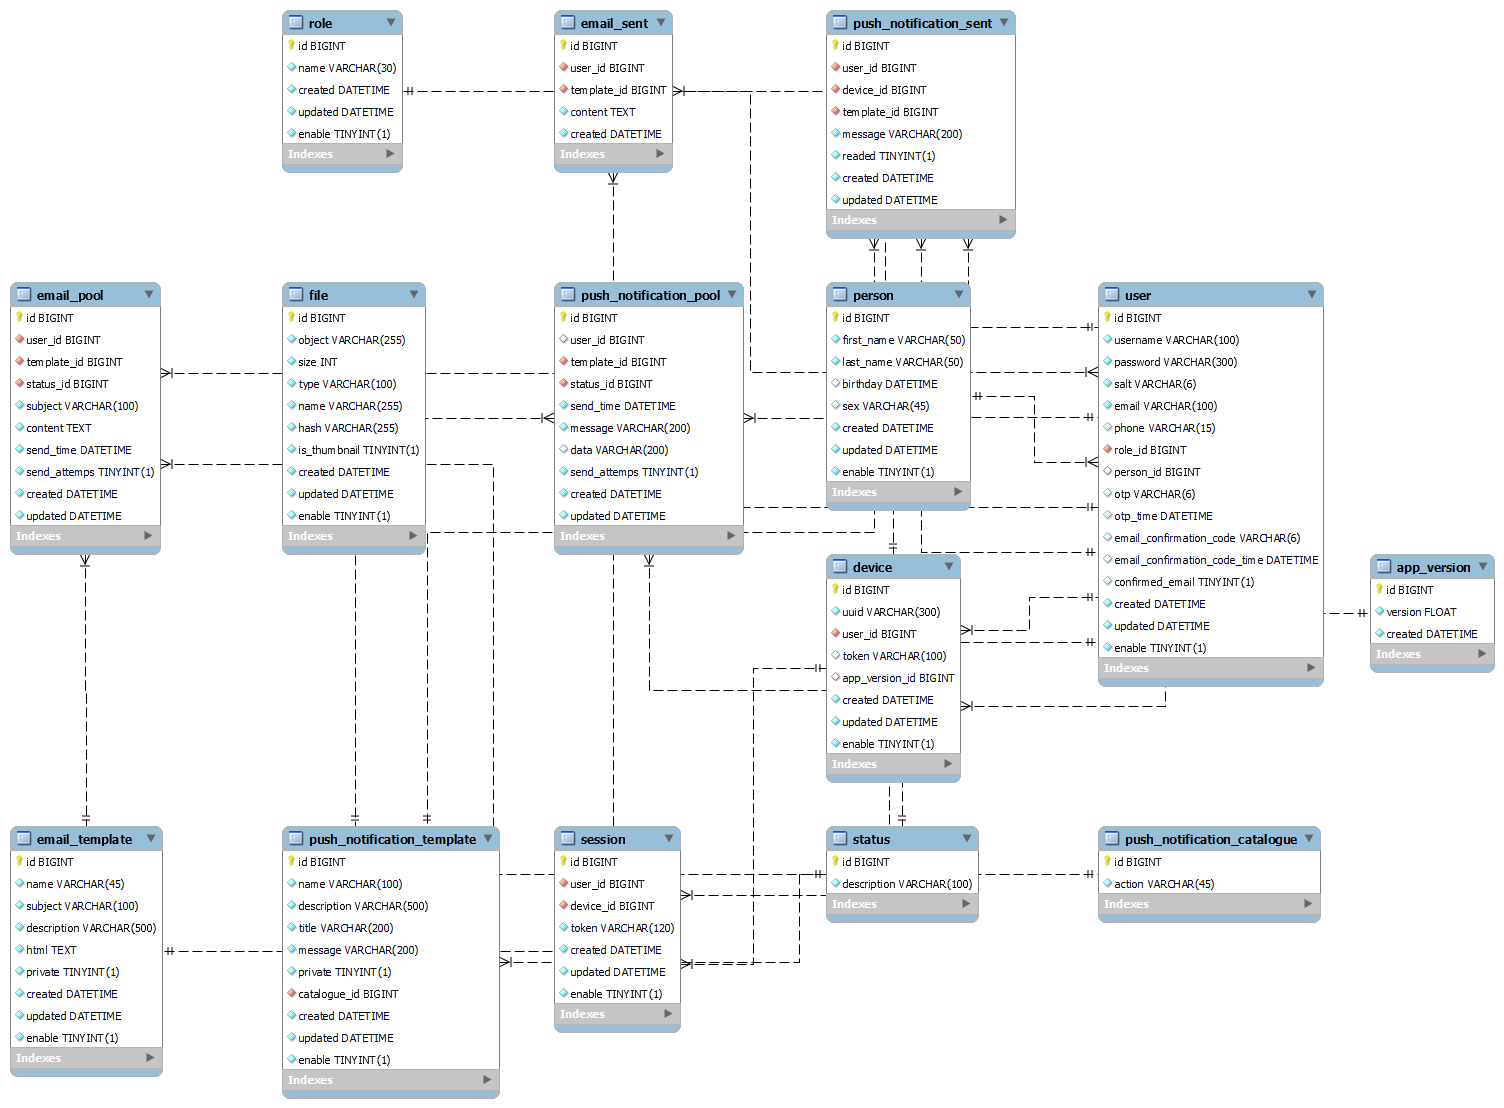 role
id BIGINT
name VARCHAR(30)
created DATETIME
updated DATETIME
enable TINYINT(1)
Indexes
email_sent
id BIGINT
user_id BIGINT
template_id BIGINT
content TEXT
created DATETIME
Indexes
push_notification_sent
id BIGINT
user_id BIGINT
device_id BIGINT
template_id BIGINT
message VARCHAR(200)
readed TINYINT(1)
created DATETIME
updated DATETIME
Indexes
email_pool
id BIGINT
user_id BIGINT
template_id BIGINT
status_id BIGINT
subject VARCHAR(100)
content TEXT
send_time DATETIME
send_attemps TINYINT(1)
created DATETIME
updated DATETIME
Indexes
file
id BIGINT
object VARCHAR(255)
size INT
type VARCHAR(100)
name VARCHAR(255)
hash VARCHAR(255)
is_thumbnail TINYINT(1)
created DATETIME
updated DATETIME
enable TINYINT(1)
Indexes
push_notification_pool
id BIGINT
user_id BIGINT
template_id BIGINT
status_id BIGINT
send_time DATETIME
message VARCHAR(200)
data VARCHAR(200)
send_attemps TINYINT(1)
created DATETIME
updated DATETIME
Indexes
person
id BIGINT
first_name VARCHAR(50)
last_name VARCHAR(50)
birthday DATETIME
sex VARCHAR(45)
created DATETIME
updated DATETIME
enable TINYINT(1)
Indexes
user
id BIGINT
username VARCHAR(100)
password VARCHAR(300)
salt VARCHAR(6)
email VARCHAR(100)
phone VARCHAR(15)
role_id BIGINT
person_id BIGINT
otp VARCHAR(6)
otp_time DATETIME
email_confirmation_code VARCHAR(6)
email_confirmation_code_time DATETIME
confirmed_email TINYINT(1)
created DATETIME
updated DATETIME
enable TINYINT(1)
Indexes
device
id BIGINT
uuid VARCHAR(300)
user_id BIGINT
token VARCHAR(100)
app_version_id BIGINT
created DATETIME
updated DATETIME
enable TINYINT(1)
Indexes
app_version
id BIGINT
version FLOAT
created DATETIME
Indexes
email_template
id BIGINT
name VARCHAR(45)
subject VARCHAR(100)
description VARCHAR(500)
html TEXT
private TINYINT(1)
created DATETIME
updated DATETIME
enable TINYINT(1)
Indexes
push_notification_template
id BIGINT
name VARCHAR(100)
description VARCHAR(500)
title VARCHAR(200)
message VARCHAR(200)
private TINYINT(1)
catalogue_id BIGINT
created DATETIME
updated DATETIME
enable TINYINT(1)
Indexes
session
id BIGINT
user_id BIGINT
device_id BIGINT
token VARCHAR(120)
created DATETIME
updated DATETIME
enable TINYINT(1)
Indexes
status
id BIGINT
description VARCHAR(100)
Indexes
push_notification_catalogue
id BIGINT
action VARCHAR(45)
Indexes